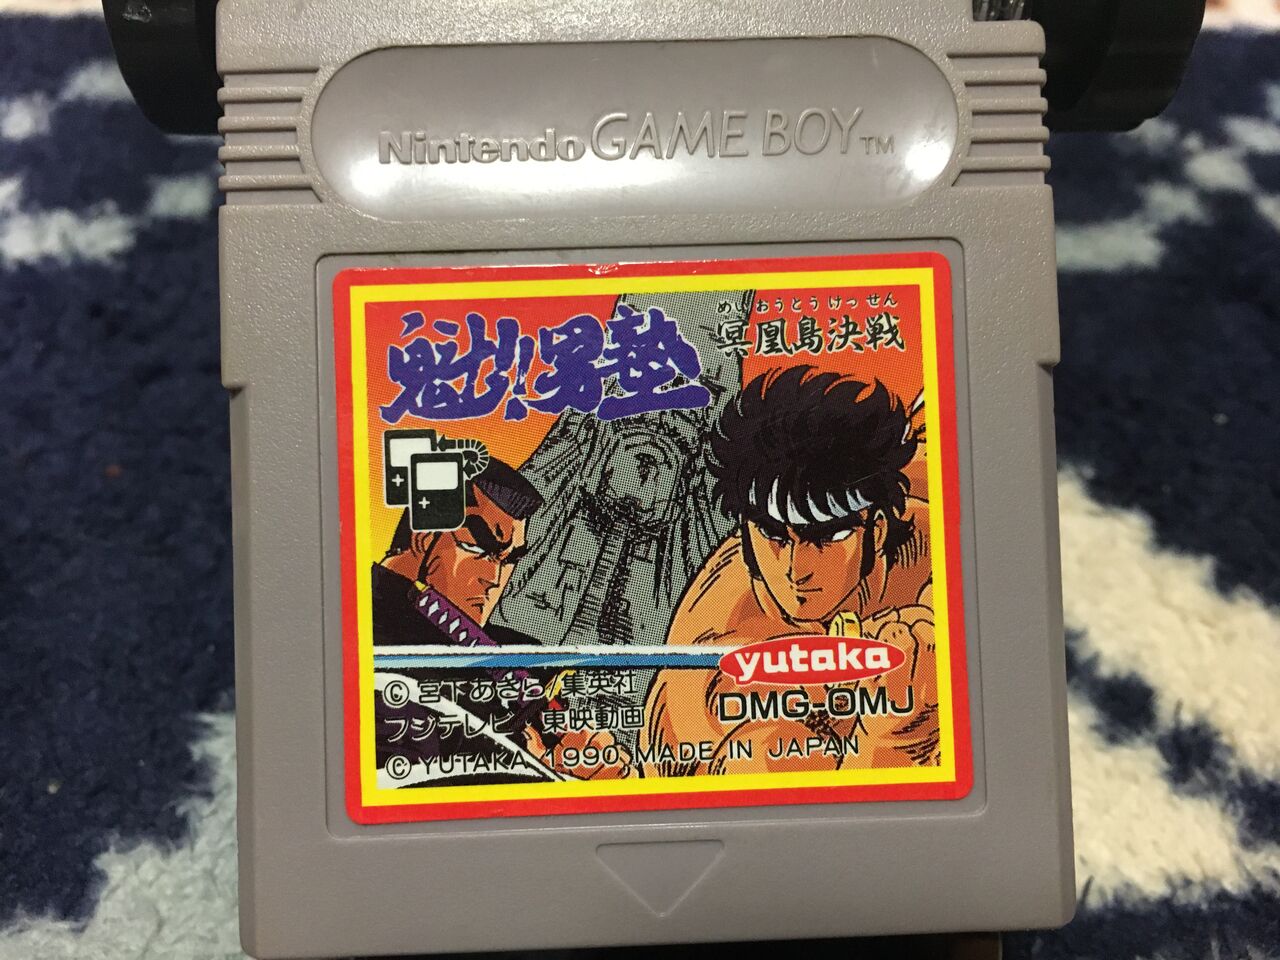 Nintendo GAME BOY TM
めいおうとうけっせん
魁!!男塾 冥凰島決戦
yutaka
DMG-OMJ
©宮下あきら/集英社
フジテレビ/東映動画
©YUTAKA 1990 MADE IN JAPAN